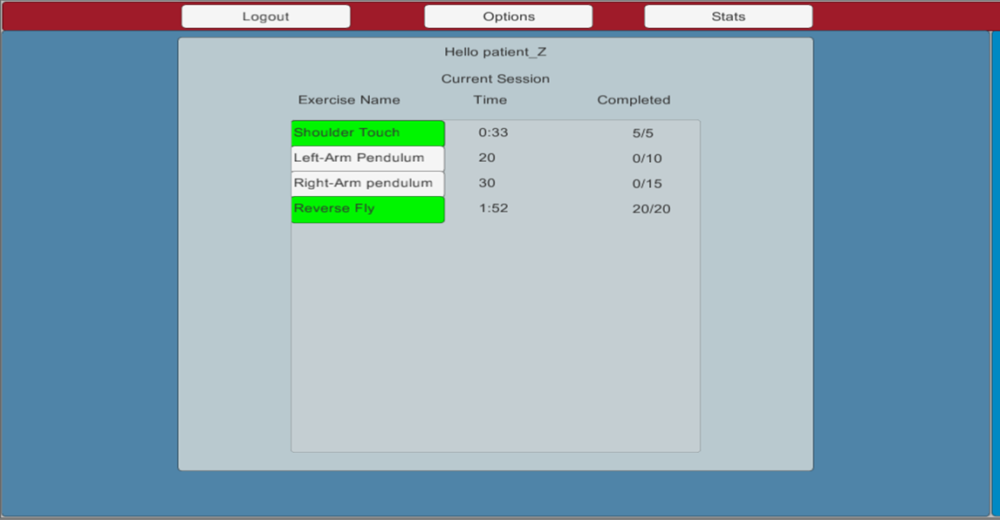 Logout Options Stats
Hello patient_Z
Current Session
Exercise Name Time Completed
Shoulder Touch 0:33 5/5
Left-Arm Pendulum 20 0/10
Right-Arm pendulum 30 0/15
Reverse Fly 1:52 20/20